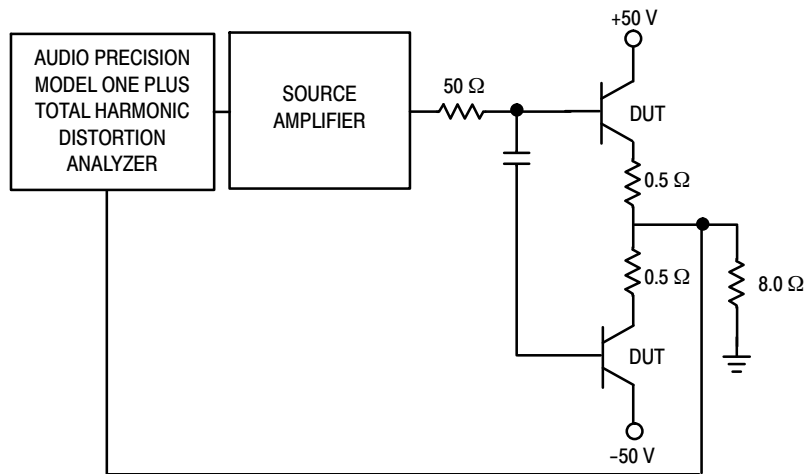 +50 V
AUDIO PRECISION
MODEL ONE PLUS
TOTAL HARMONIC
DISTORTION
ANALYZER
SOURCE
AMPLIFIER
50 Ω
DUT
0.5 Ω
0.5 Ω
8.0 Ω
DUT
-50 V